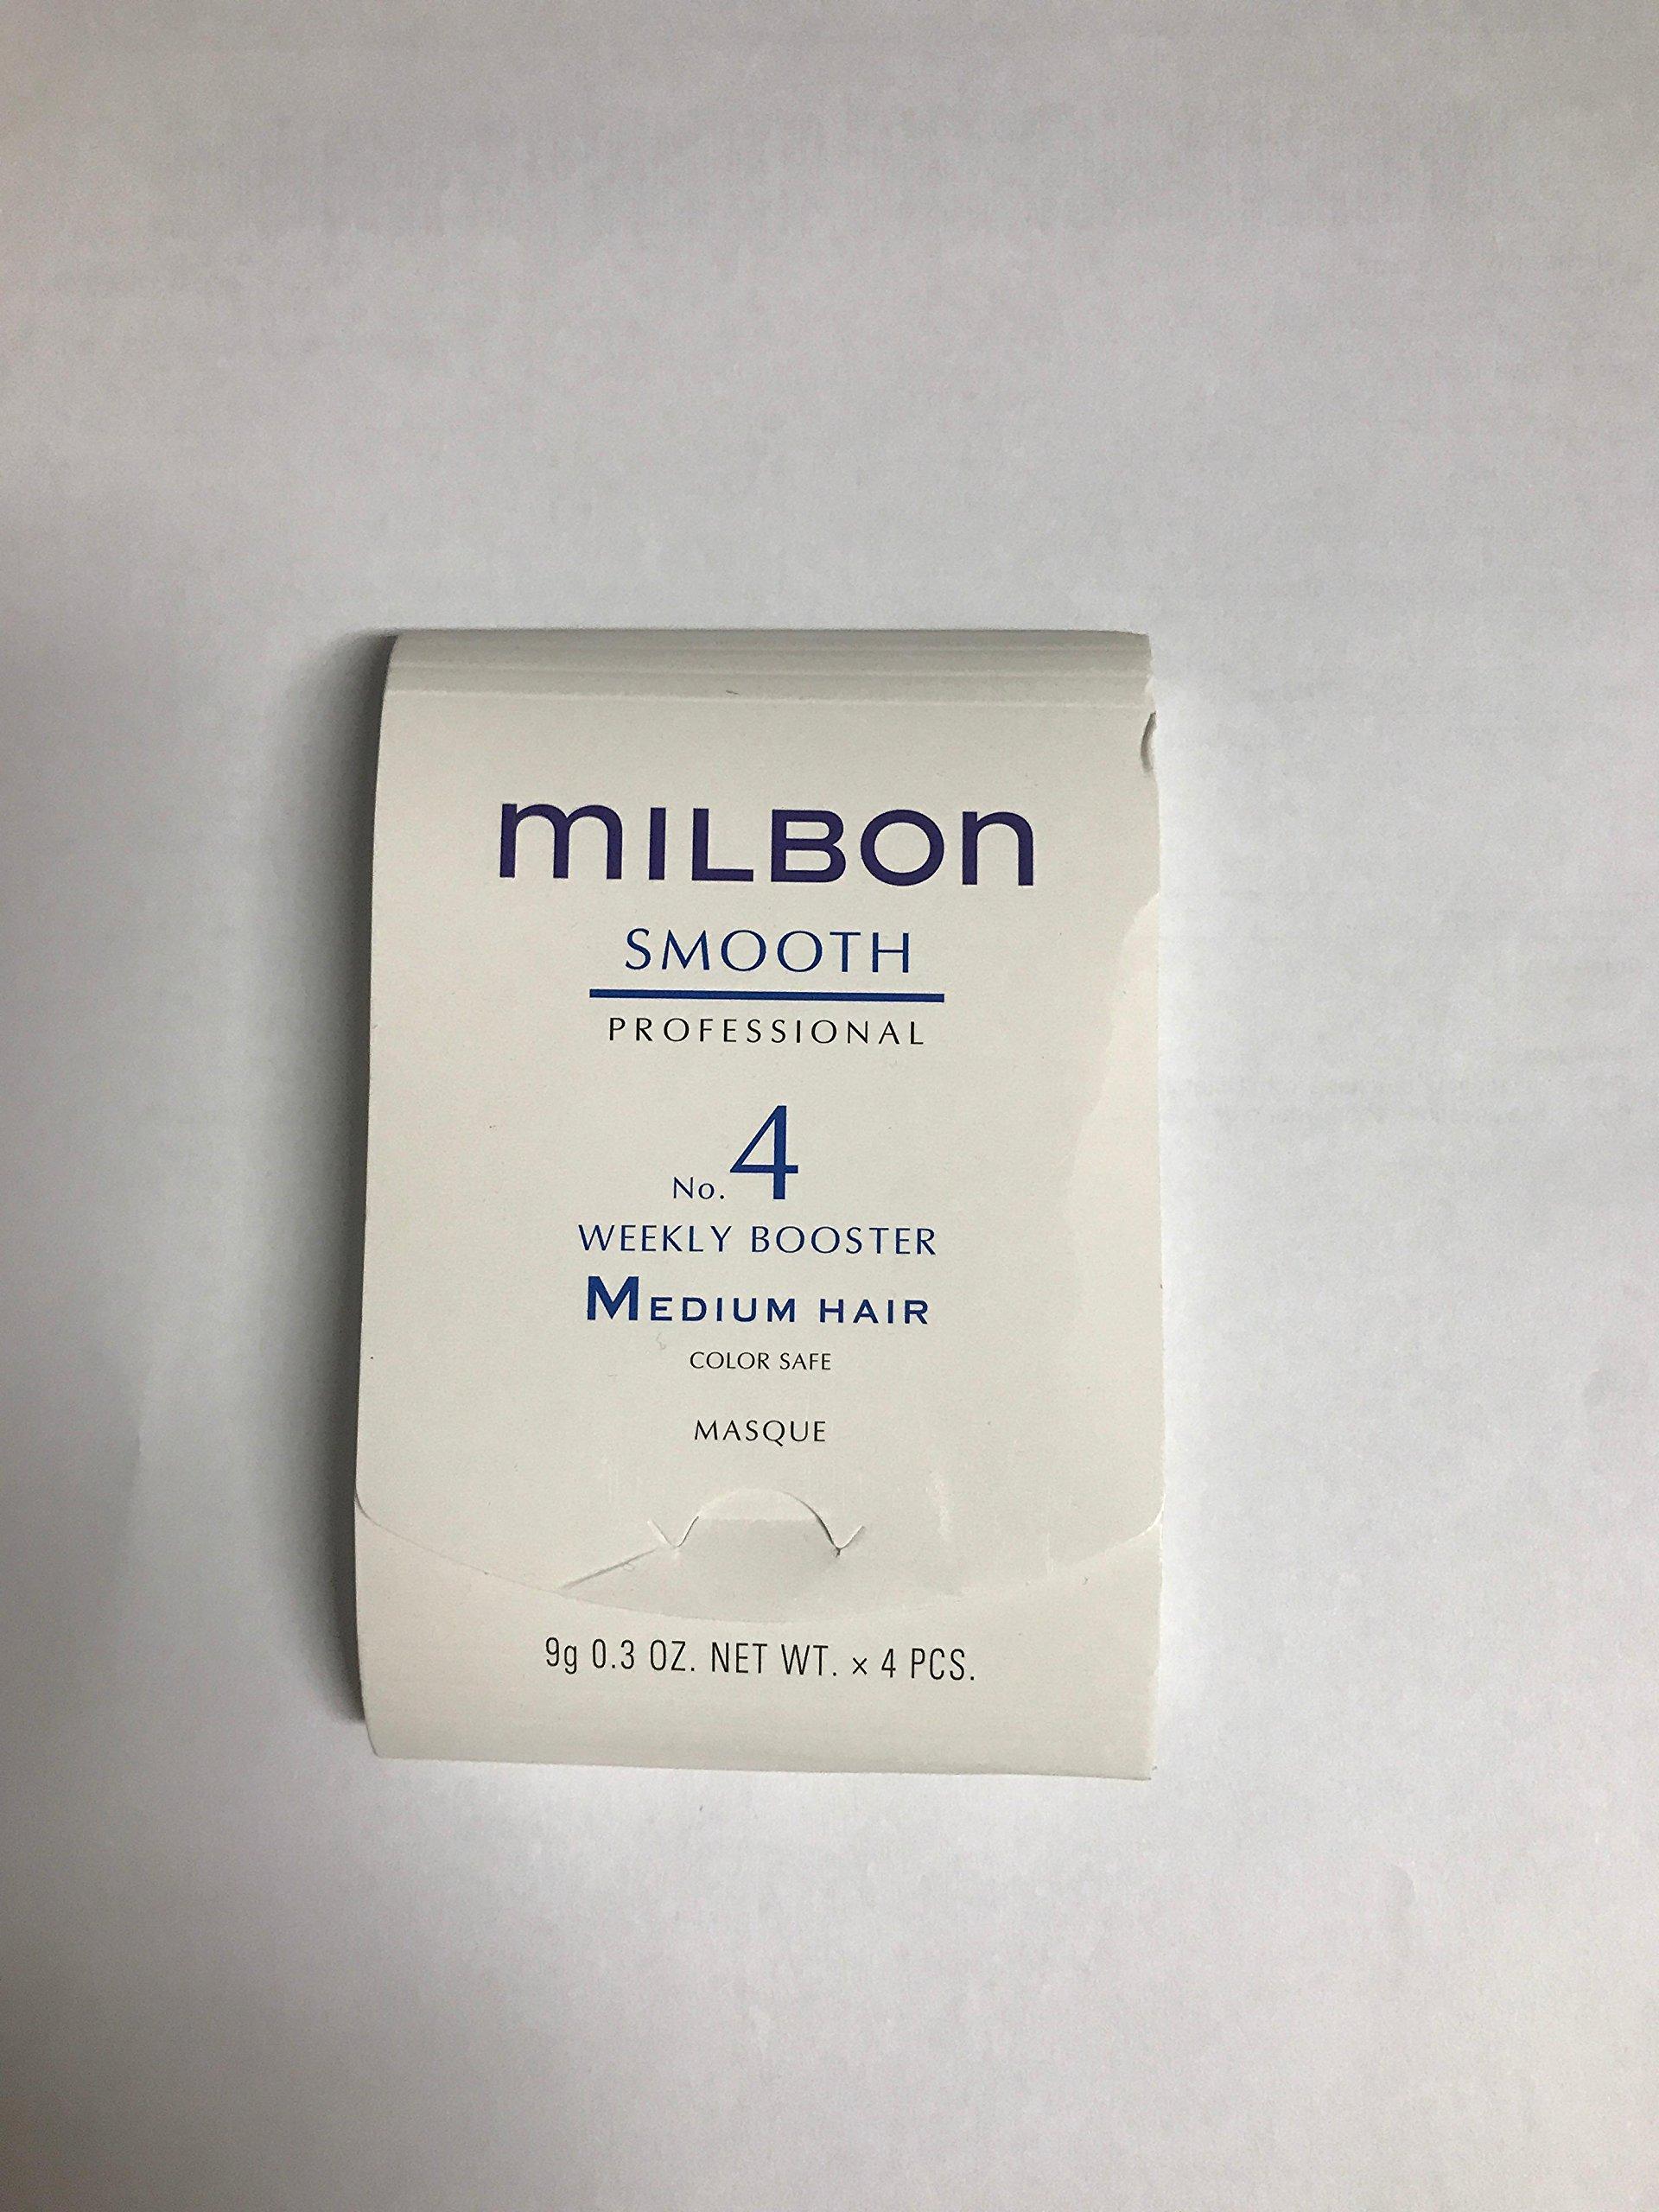 mILBOn
SMOOTH
PROFESSIONAL
No. 4
WEEKLY BOOSTER
MEDIUM HAIR
COLOR SAFE
MASQUE
9g 0.3 OZ. NET WT. × 4 PCS.